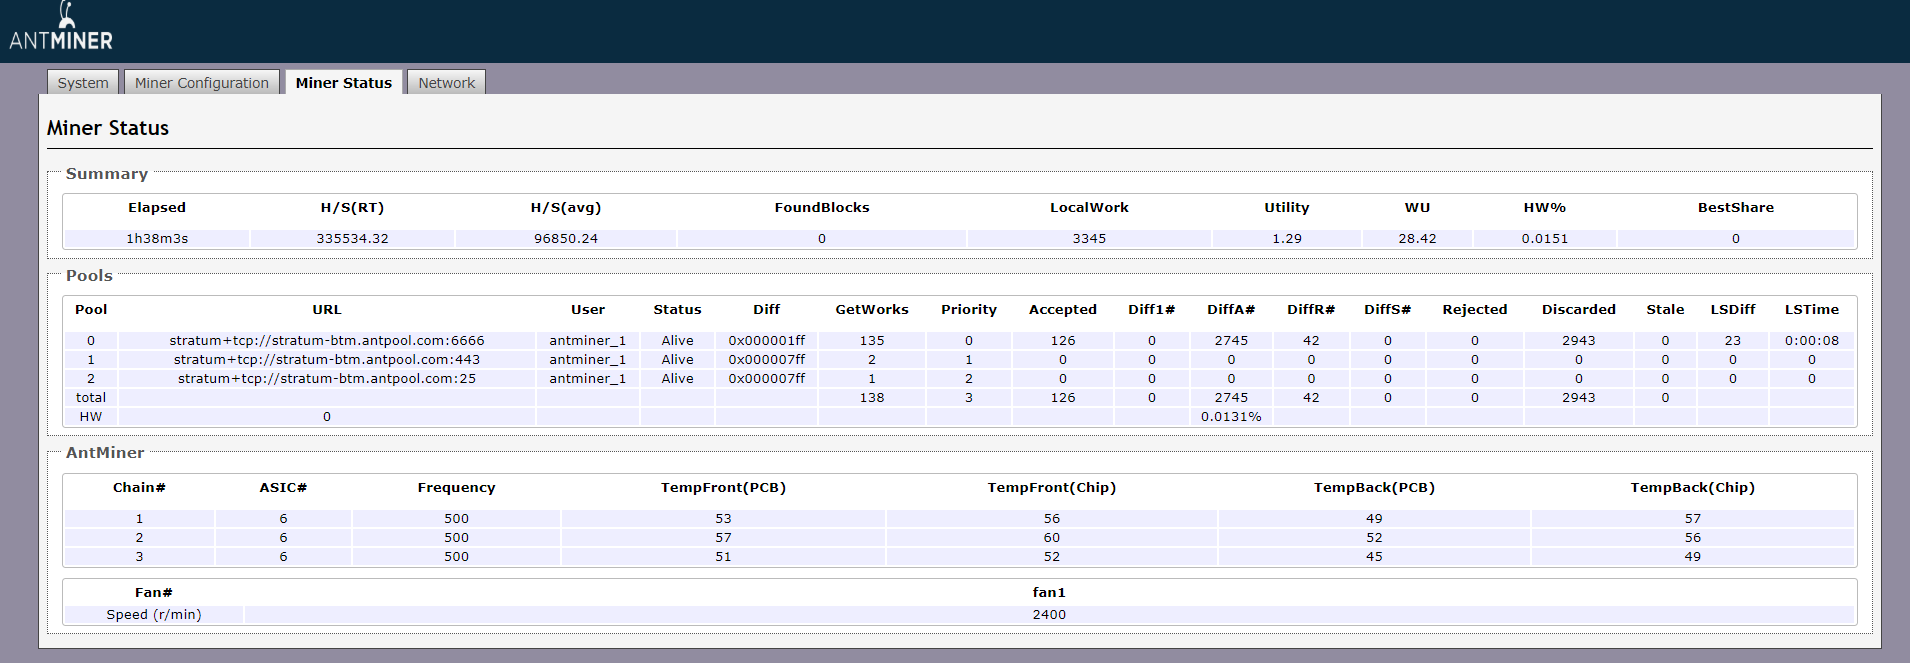 ANTMINER
System Miner Configuration Miner Status Network
Miner Status
Summary
Elapsed H/S(RT) H/S(avg) FoundBlocks LocalWork Utility WU HW% BestShare
1h38m3s 335534.32 96850.24 0 3345 1.29 28.42 0.0151 0
Pools
Pool URL User Status Diff GetWorks Priority Accepted Diff1# DiffA# DiffR# DiffS# Rejected Discarded Stale LSDiff LSTime
0 stratum+tcp://stratum-btm.antpool.com:6666 antminer_1 Alive 0x000001ff 135 0 126 0 2745 42 0 0 2943 0 23 0:00:08
1 stratum+tcp://stratum-btm.antpool.com:443 antminer_1 Alive 0x000007ff 2 1 0 0 0 0 0 0 0 0 0 0
2 stratum+tcp://stratum-btm.antpool.com:25 antminer_1 Alive 0x000007ff 1 2 0 0 0 0 0 0 0 0 0 0
total 138 3 126 0 2745 42 0 0 2943 0
HW 0 0.0131%
AntMiner
Chain# ASIC# Frequency TempFront(PCB) TempFront(Chip) TempBack(PCB) TempBack(Chip)
1 6 500 53 56 49 57
2 6 500 57 60 52 56
3 6 500 51 52 45 49
Fan# fan1
Speed (r/min) 2400